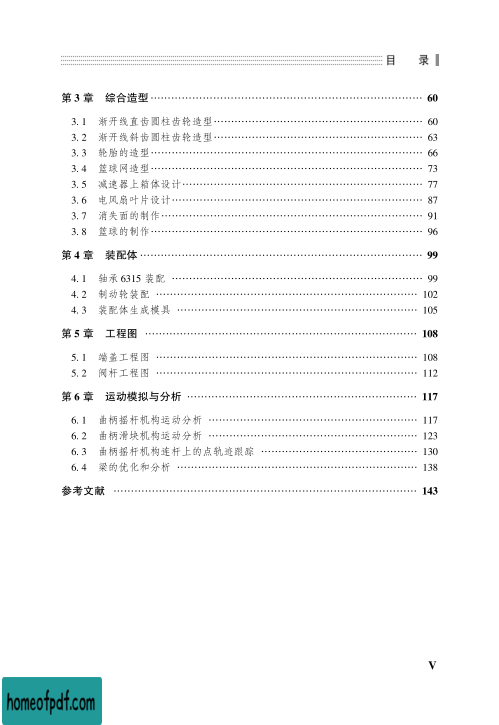 目 录
第 3 章 综合造型…………………………………………………………… 60
3. 1 渐开线直齿圆柱齿轮造型……………………………………………… 60
3. 2 渐开线斜齿圆柱齿轮造型……………………………………………… 63
3. 3 轮胎的造型…………………………………………………………… 66
3. 4 篮球网造型…………………………………………………………… 73
3. 5 减速器上箱体设计……………………………………………………… 77
3. 6 电风扇叶片设计………………………………………………………… 87
3. 7 消失面的制作…………………………………………………………… 91
3. 8 篮球的制作…………………………………………………………… 96
第 4 章 装配体……………………………………………………………… 99
4. 1 轴承 6315 装配 ………………………………………………………… 99
4. 2 制动轮装配 …………………………………………………………… 102
4. 3 装配体生成模具 ……………………………………………………… 105
第 5 章 工程图 …………………………………………………………… 108
5. 1 端盖工程图 …………………………………………………………… 108
5. 2 阀杆工程图 …………………………………………………………… 112
第 6 章 运动模拟与分析 ………………………………………………… 117
6. 1 曲柄摇杆机构运动分析 ……………………………………………… 117
6. 2 曲柄滑块机构运动分析 ……………………………………………… 123
6. 3 曲柄摇杆机构连杆上的点轨迹跟踪 ………………………………… 130
6. 4 梁的优化和分析 ……………………………………………………… 138
参考文献 …………………………………………………………………… 143
V
homeofpdf.com